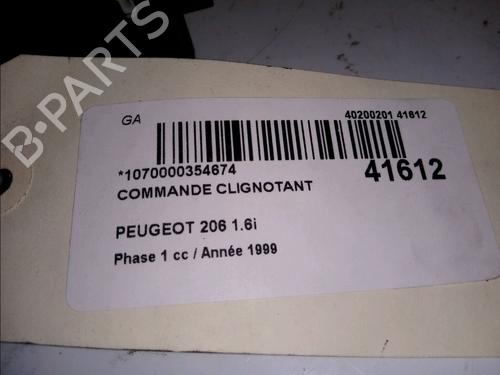 B-PARTS
GA
40200201 41612
*1070000354674
41612
COMMANDE CLIGNOTANT
PEUGEOT 206 1.6i
Phase 1 cc / Année 1999